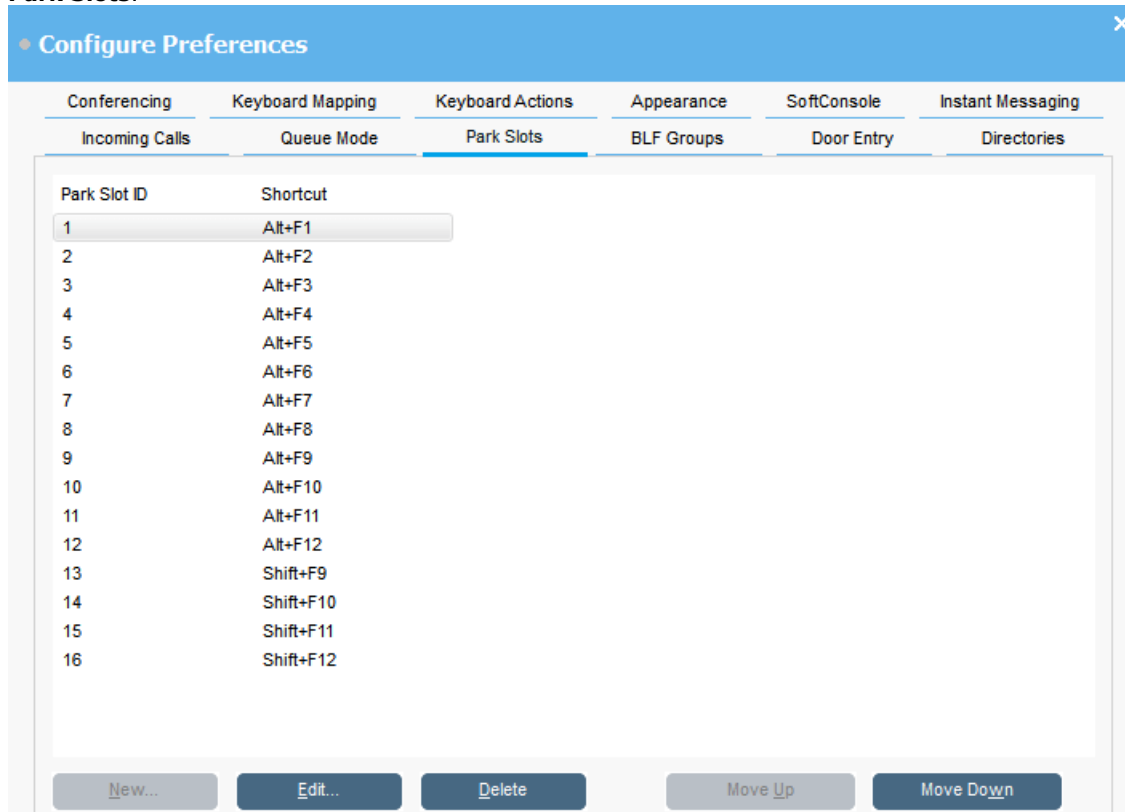 Park Slots.
Configure Preferences
Conferencing Keyboard Mapping Keyboard Actions Appearance SoftConsole Instant Messaging
Incoming Calls Queue Mode Park Slots BLF Groups Door Entry Directories
Park Slot ID Shortcut
1 Alt+F1
2 Alt+F2
3 Alt+F3
4 Alt+F4
5 Alt+F5
6 Alt+F6
7 Alt+F7
8 Alt+F8
9 Alt+F9
10 Alt+F10
11 Alt+F11
12 Alt+F12
13 Shift+F9
14 Shift+F10
15 Shift+F11
16 Shift+F12
New... Edit... Delete Move Up Move Down